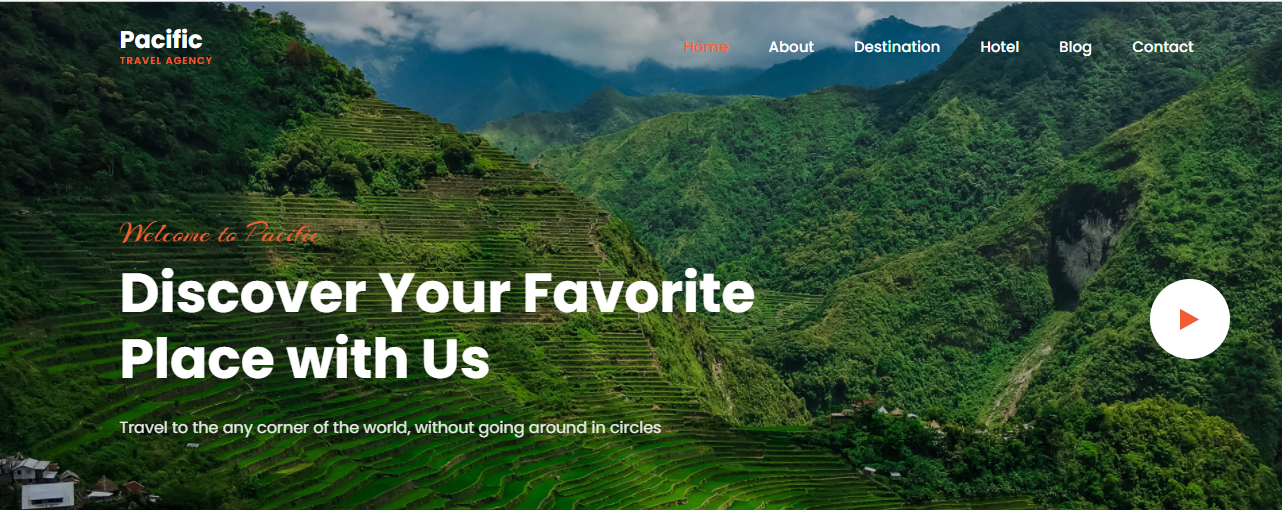 Pacific
TRAVEL AGENCY
Home About Destination Hotel Blog Contact
Welcome to Pacific
Discover Your Favorite
Place with Us
Travel to the any corner of the world, without going around in circles